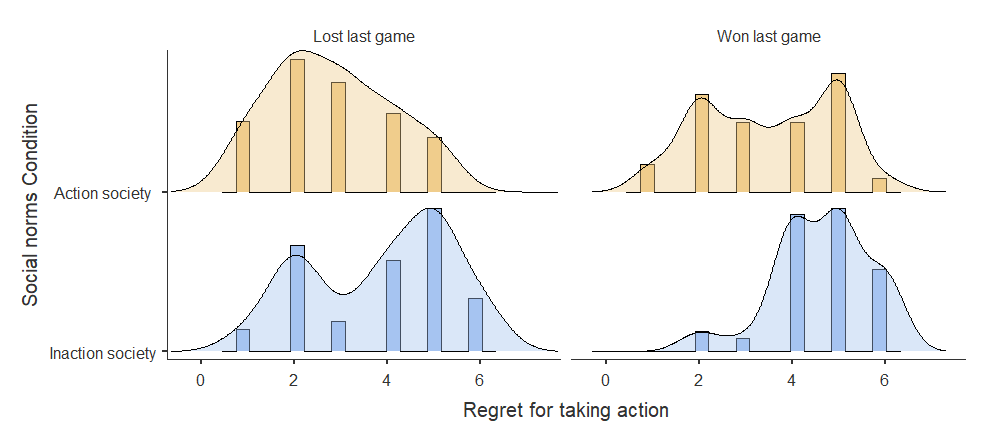 Lost last game
Won last game
Social norms Condition
Action society
Inaction society
0 2 4 6
0 2 4 6
Regret for taking action